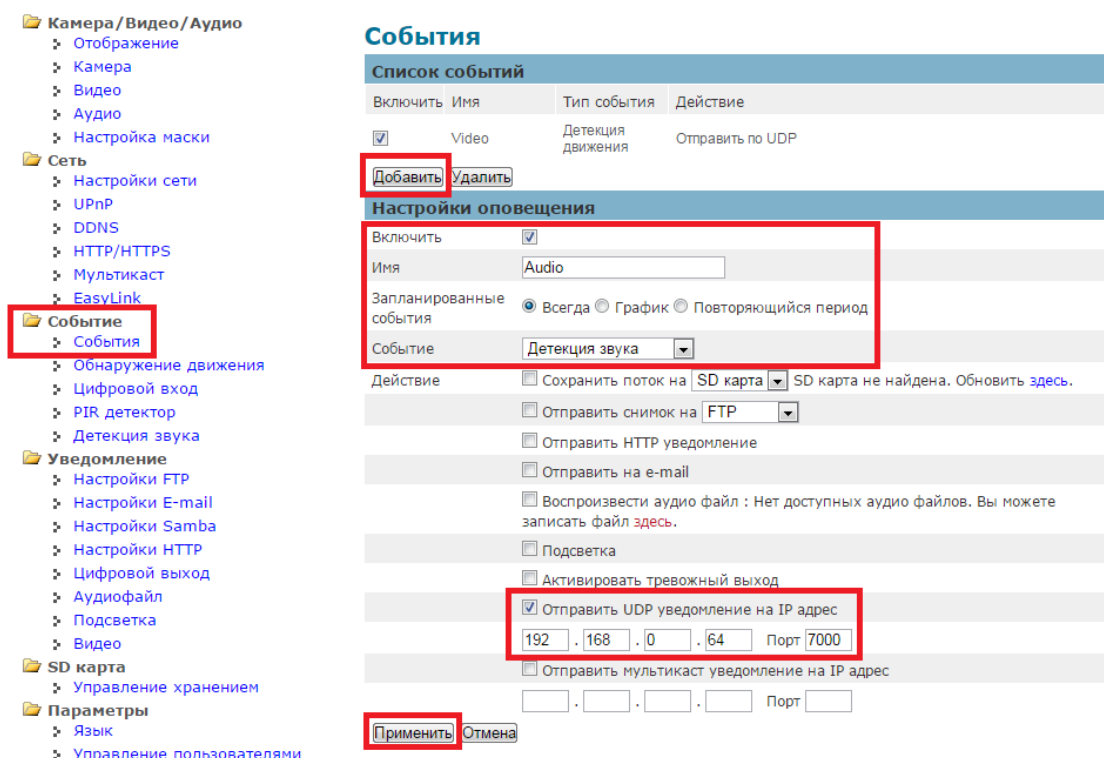 Камера/Видео/Аудио
Отображение
Камера
Видео
Аудио
Настройка маски
Сеть
Настройки сети
UPnP
DDNS
HTTP/HTTPS
Мультикаст
EasyLink
Событие
События
Обнаружение движения
Цифровой вход
PIR детектор
Детекция звука
Уведомление
Настройки FTP
Настройки E-mail
Настройки Samba
Настройки HTTP
Цифровой выход
Аудиофайл
Подсветка
Видео
SD карта
Управление хранением
Параметры
Язык
Управление пользователями
События
Список событий
Включить Имя Тип события Действие
Video Детекция движения Отправить по UDP
Добавить Удалить
Настройки оповещения
Включить
Имя Audio
Запланированные события Всегда График Повторяющийся период
Событие Детекция звука
Действие Сохранить поток на SD карта SD карта не найдена. Обновить здесь.
Отправить снимок на FTP
Отправить HTTP уведомление
Отправить на e-mail
Воспроизвести аудио файл : Нет доступных аудио файлов. Вы можете
записать файл здесь.
Подсветка
Активировать тревожный выход
Отправить UDP уведомление на IP адрес
192 . 168 . 0 . 64 Порт 7000
Отправить мультикаст уведомление на IP адрес
. . . Порт
Применить Отмена